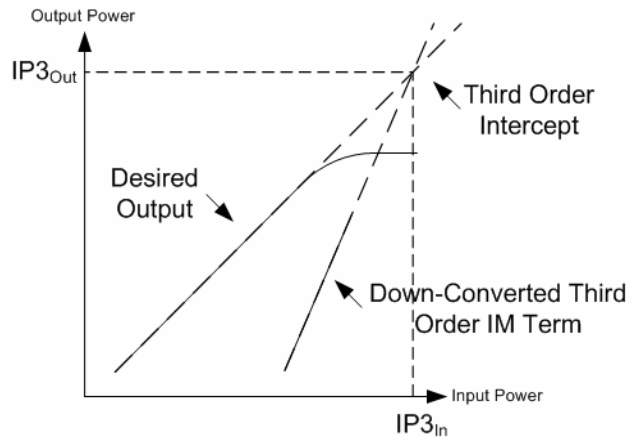 Output Power
IP3Out
Third Order
Intercept
Desired
Output
Down-Converted Third
Order IM Term
Input Power
IP3In